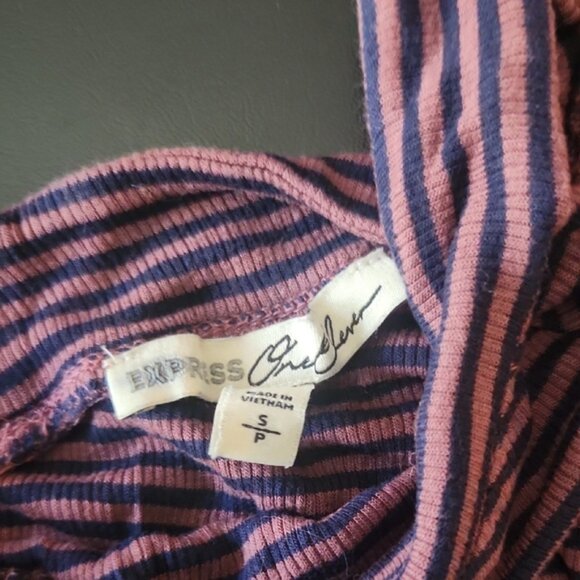 EXPRESS One Eleven
MADE IN
VIETNAM
S
P